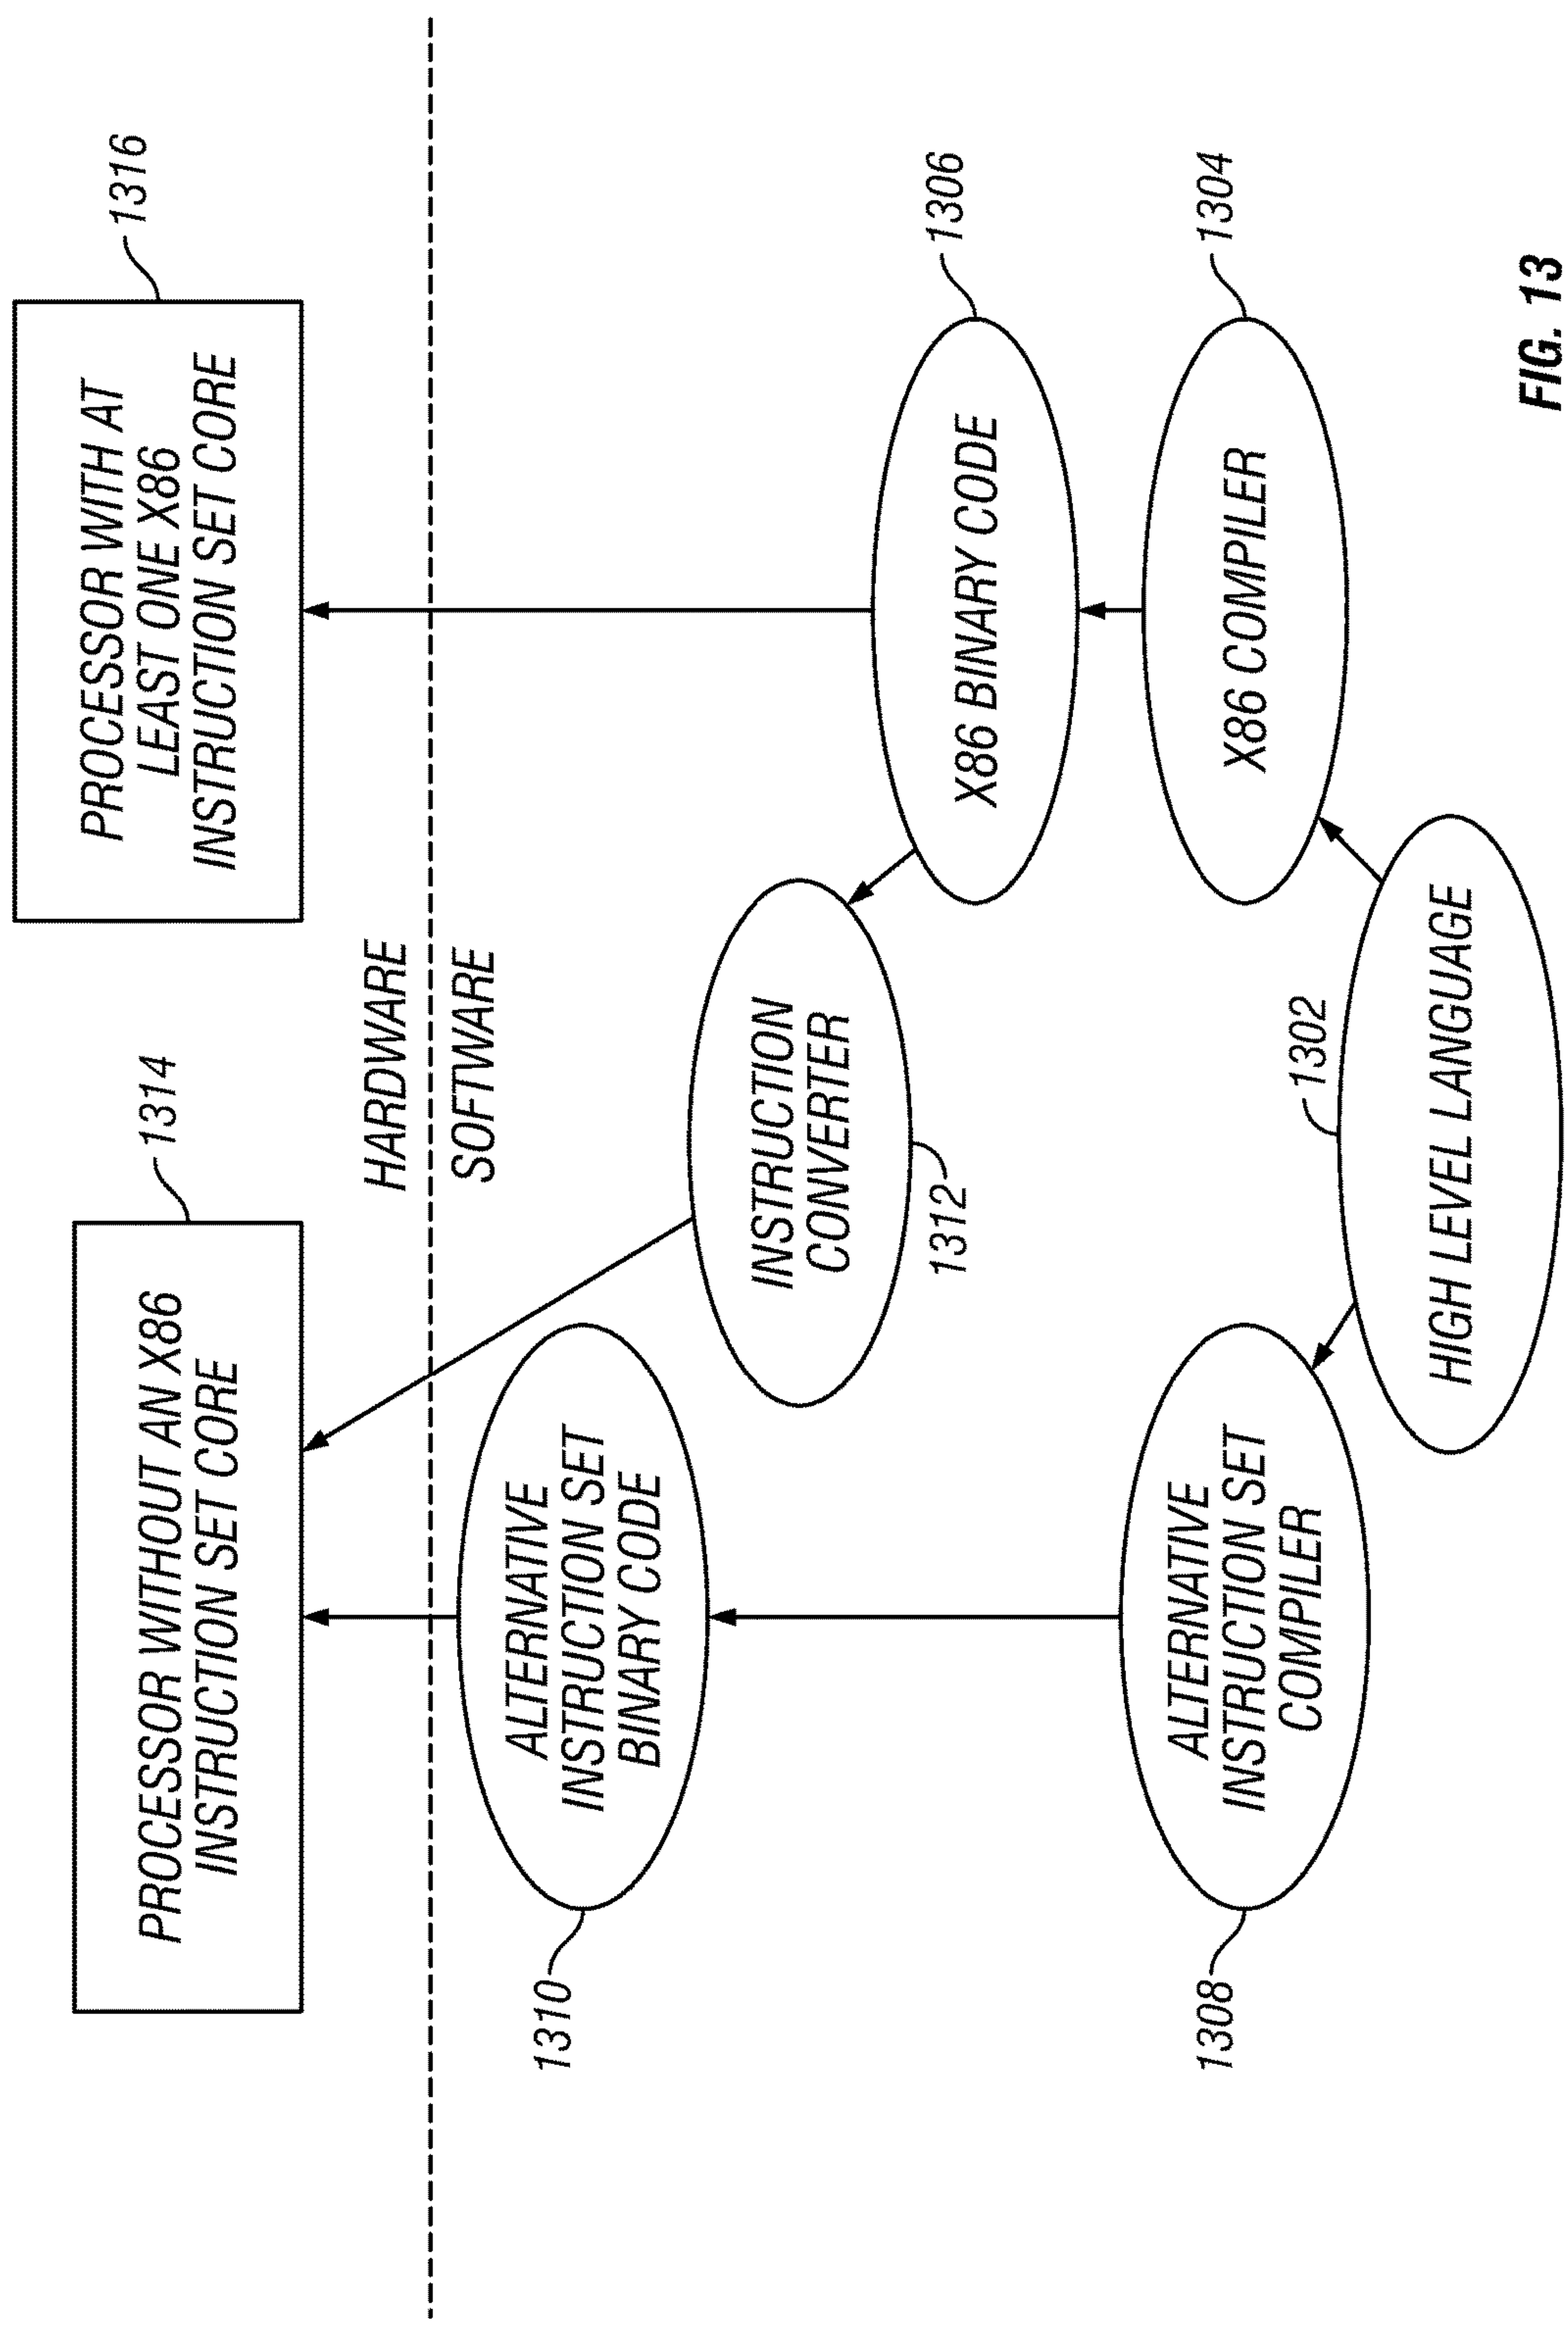 PROCESSOR WITHOUT AN X86
INSTRUCTION SET CORE
1314
PROCESSOR WITH AT
LEAST ONE X86
INSTRUCTION SET CORE
1316
HARDWARE
SOFTWARE
1310
ALTERNATIVE
INSTRUCTION SET
BINARY CODE
INSTRUCTION
CONVERTER
1312
X86 BINARY CODE
1306
1308
ALTERNATIVE
INSTRUCTION SET
COMPILER
X86 COMPILER
1304
1302
HIGH LEVEL LANGUAGE
FIG. 13